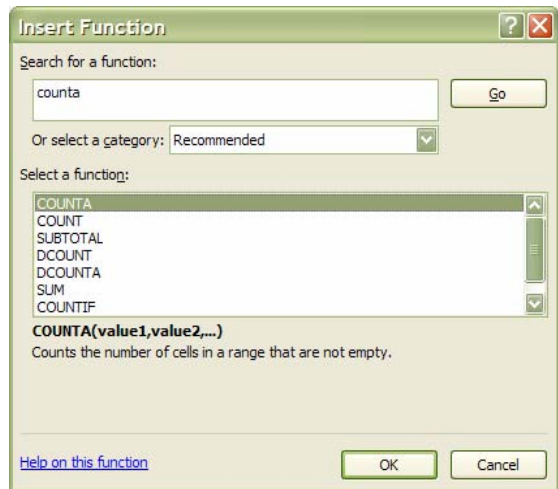 Insert Function
Search for a function:
counta
Go
Or select a category: Recommended
Select a function:
COUNTA
COUNT
SUBTOTAL
DCOUNT
DCOUNTA
SUM
COUNTIF
COUNTA(value1,value2,...)
Counts the number of cells in a range that are not empty.
Help on this function
OK
Cancel